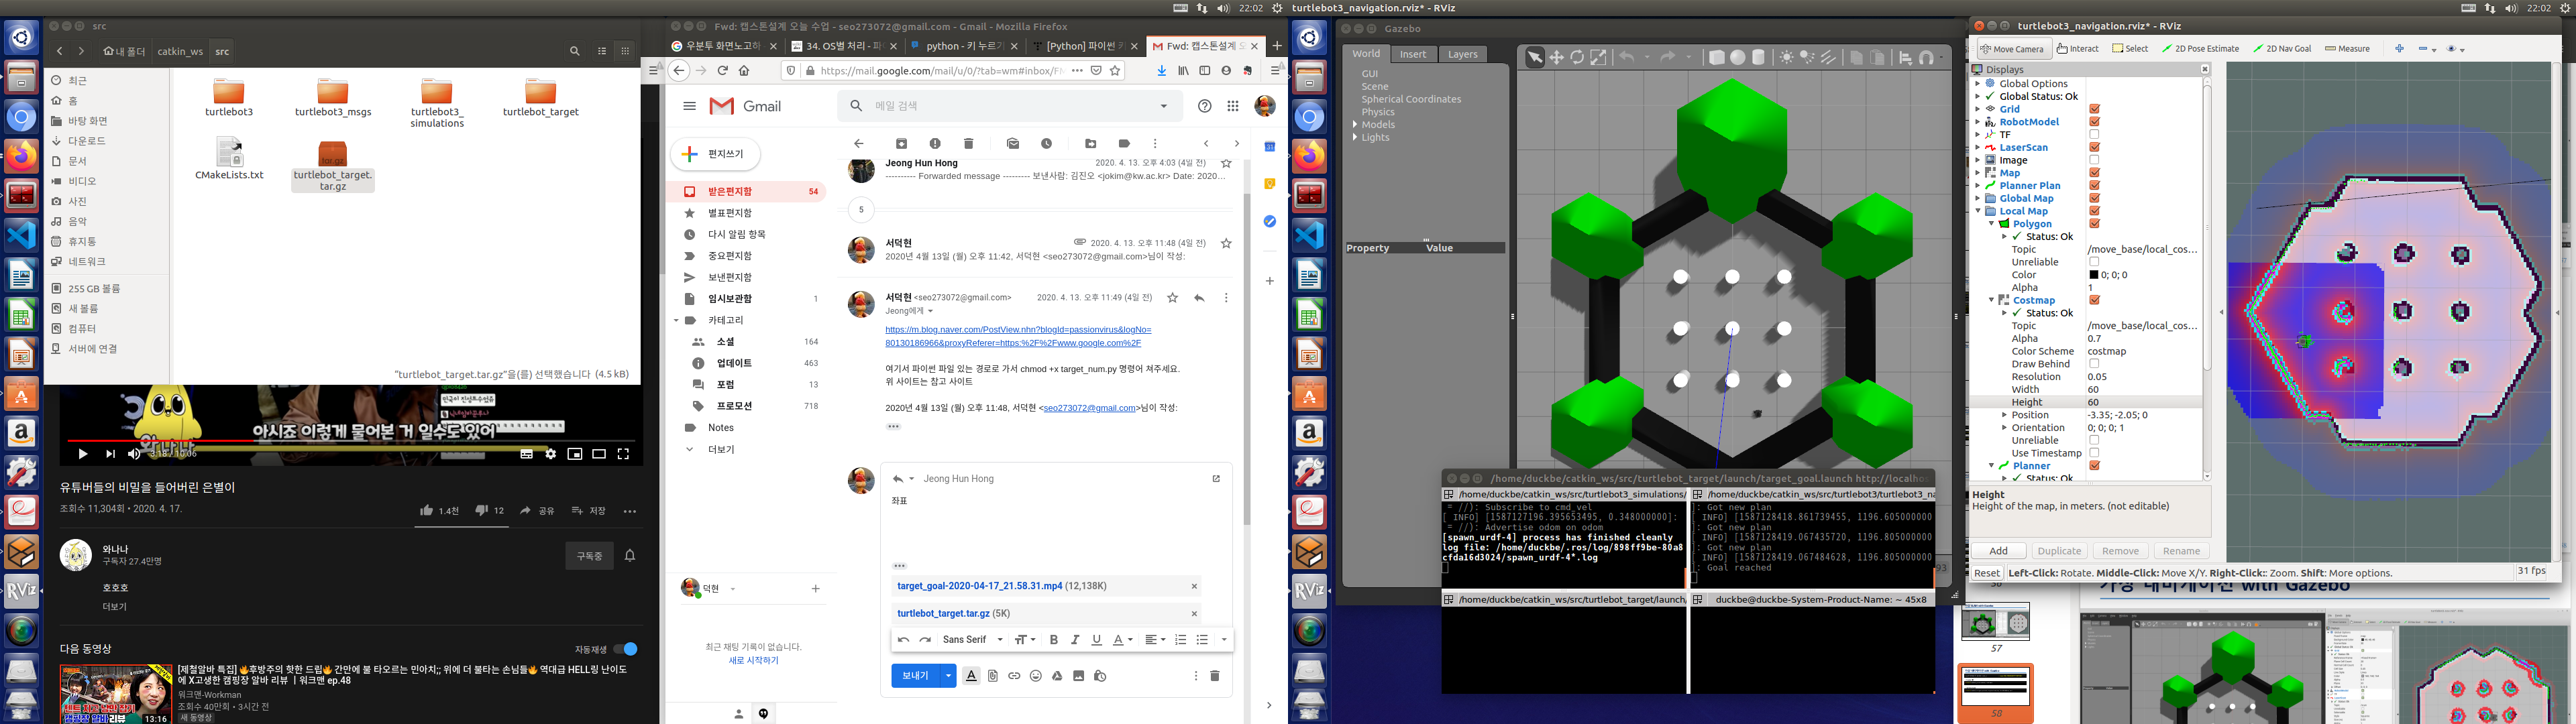 22:02
turtlebot3_navigation.rviz* - RViz
22:02
src
내 폴더
catkin_ws
src
최근
홈
바탕 화면
다운로드
문서
비디오
사진
음악
휴지통
네트워크
255 GB 볼륨
새 볼륨
컴퓨터
서버에 연결
turtlebot3
turtlebot3_msgs
turtlebot3_
simulations
turtlebot_target
CMakeLists.txt
tar.gz
turtlebot_target.
tar.gz
"turtlebot_target.tar.gz"을(를) 선택했습니다 (4.5 kB)
아시죠 이렇게 물어본 거 일수도 있어
3:18 / 10:06
유튜버들의 비밀을 들어버린 은별이
조회수 11,304회 • 2020. 4. 17.
1.4천
12
공유
저장
와나나
구독자 27.4만명
구독중
호호호
더보기
다음 동영상
자동재생
[제철알바 특집] 🔥후방주의 핫한 드립🔥 간만에 불 타오르는 민아치;; 위에 더 불타는 손님들🔥 역대급 HELL링 난이도
에 X고생한 캠핑장 알바 리뷰 ㅣ워크맨 ep.48
워크맨-Workman
조회수 40만회 • 3시간 전
새 동영상
13:16
Fwd: 캡스톤설계 오늘 수업 - seo273072@gmail.com - Gmail - Mozilla Firefox
우분투 화면녹화
34. OS별 처리 - 파
python - 키 누르기
[Python] 파이썬 키
Fwd: 캡스톤설계 오
https://mail.google.com/mail/u/0/?tab=wm#inbox/F
Gmail
메일 검색
편지쓰기
받은편지함
54
별표편지함
다시 알림 항목
중요편지함
보낸편지함
임시보관함
1
카테고리
소셜
164
업데이트
463
포럼
13
프로모션
718
Notes
더보기
덕현
최근 채팅 기록이 없습니다.
새로 시작하기
Jeong Hun Hong
2020. 4. 13. 오후 4:03 (4일 전)
---------- Forwarded message --------- 보낸사람: 김진오 <jokim@kw.ac.kr> Date: 2020...
5
서덕현
2020. 4. 13. 오후 11:48 (4일 전)
2020년 4월 13일 (월) 오후 11:42, 서덕현 <seo273072@gmail.com>님이 작성:
서덕현 <seo273072@gmail.com>
2020. 4. 13. 오후 11:49 (4일 전)
Jeong에게
https://m.blog.naver.com/PostView.nhn?blogId=passionvirus&logNo=
80130186966&proxyReferer=https:%2F%2Fwww.google.com%2F
여기서 파이썬 파일 있는 경로로 가서 chmod +x target_num.py 명령어 쳐주세요.
위 사이트는 참고 사이트
2020년 4월 13일 (월) 오후 11:48, 서덕현 <seo273072@gmail.com>님이 작성:
Jeong Hun Hong
좌표
target_goal-2020-04-17_21.58.31.mp4 (12,138K)
turtlebot_target.tar.gz (5K)
Sans Serif
보내기
Gazebo
World
Insert
Layers
GUI
Scene
Spherical Coordinates
Physics
Models
Lights
Property
Value
/home/duckbe/catkin_ws/src/turtlebot_target/launch/target_goal.launch http://localhos
/home/duckbe/catkin_ws/src/turtlebot3_simulations/
= //): Subscribe to cmd_vel
[ INFO] [1587127196.395653495, 0.348000000]:
= //): Advertise odom on odom
[spawn_urdf-4] process has finished cleanly
log file: /home/duckbe/.ros/log/898ff9be-80a8
cfda16d3024/spawn_urdf-4*.log
/home/duckbe/catkin_ws/src/turtlebot3/turtlebot3_na
]: Got new plan
INFO] [1587128418.861739455, 1196.605000000
]: Got new plan
INFO] [1587128419.067435720, 1196.805000000
]: Got new plan
INFO] [1587128419.067484628, 1196.805000000
]: Goal reached
/home/duckbe/catkin_ws/src/turtlebot_target/launch/
duckbe@duckbe-System-Product-Name: ~ 45x8
turtlebot3_navigation.rviz* - RViz
Move Camera
Interact
Select
2D Pose Estimate
2D Nav Goal
Measure
Displays
Global Options
Global Status: Ok
Grid
RobotModel
TF
LaserScan
Image
Map
Planner Plan
Global Map
Local Map
Polygon
Status: Ok
Topic
/move_base/local_cos...
Unreliable
Color
0; 0; 0
Alpha
1
Costmap
Status: Ok
Topic
/move_base/local_cos...
Alpha
0.7
Color Scheme
costmap
Draw Behind
Resolution
0.05
Width
60
Height
60
Position
-3.35; -2.05; 0
Orientation
0; 0; 0; 1
Unreliable
Use Timestamp
Planner
Status: Ok
Height
Height of the map, in meters. (not editable)
Add
Duplicate
Remove
Rename
Reset
Left-Click: Rotate. Middle-Click: Move X/Y. Right-Click:: Zoom. Shift: More options.
31 fps
가상 내비게이션 with Gazebo
57
58